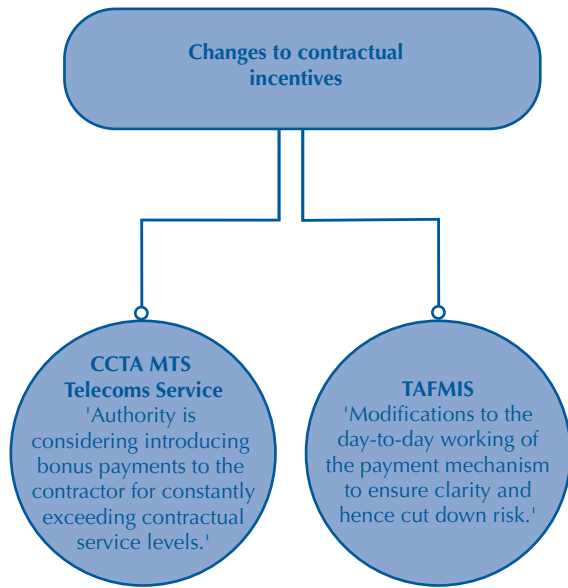 Changes to contractual
incentives
CCTA MTS
Telecoms Service
'Authority is
considering introducing
bonus payments to the
contractor for constantly
exceeding contractual
service levels.'
TAFMIS
'Modifications to the
day-to-day working of
the payment mechanism
to ensure clarity and
hence cut down risk.'